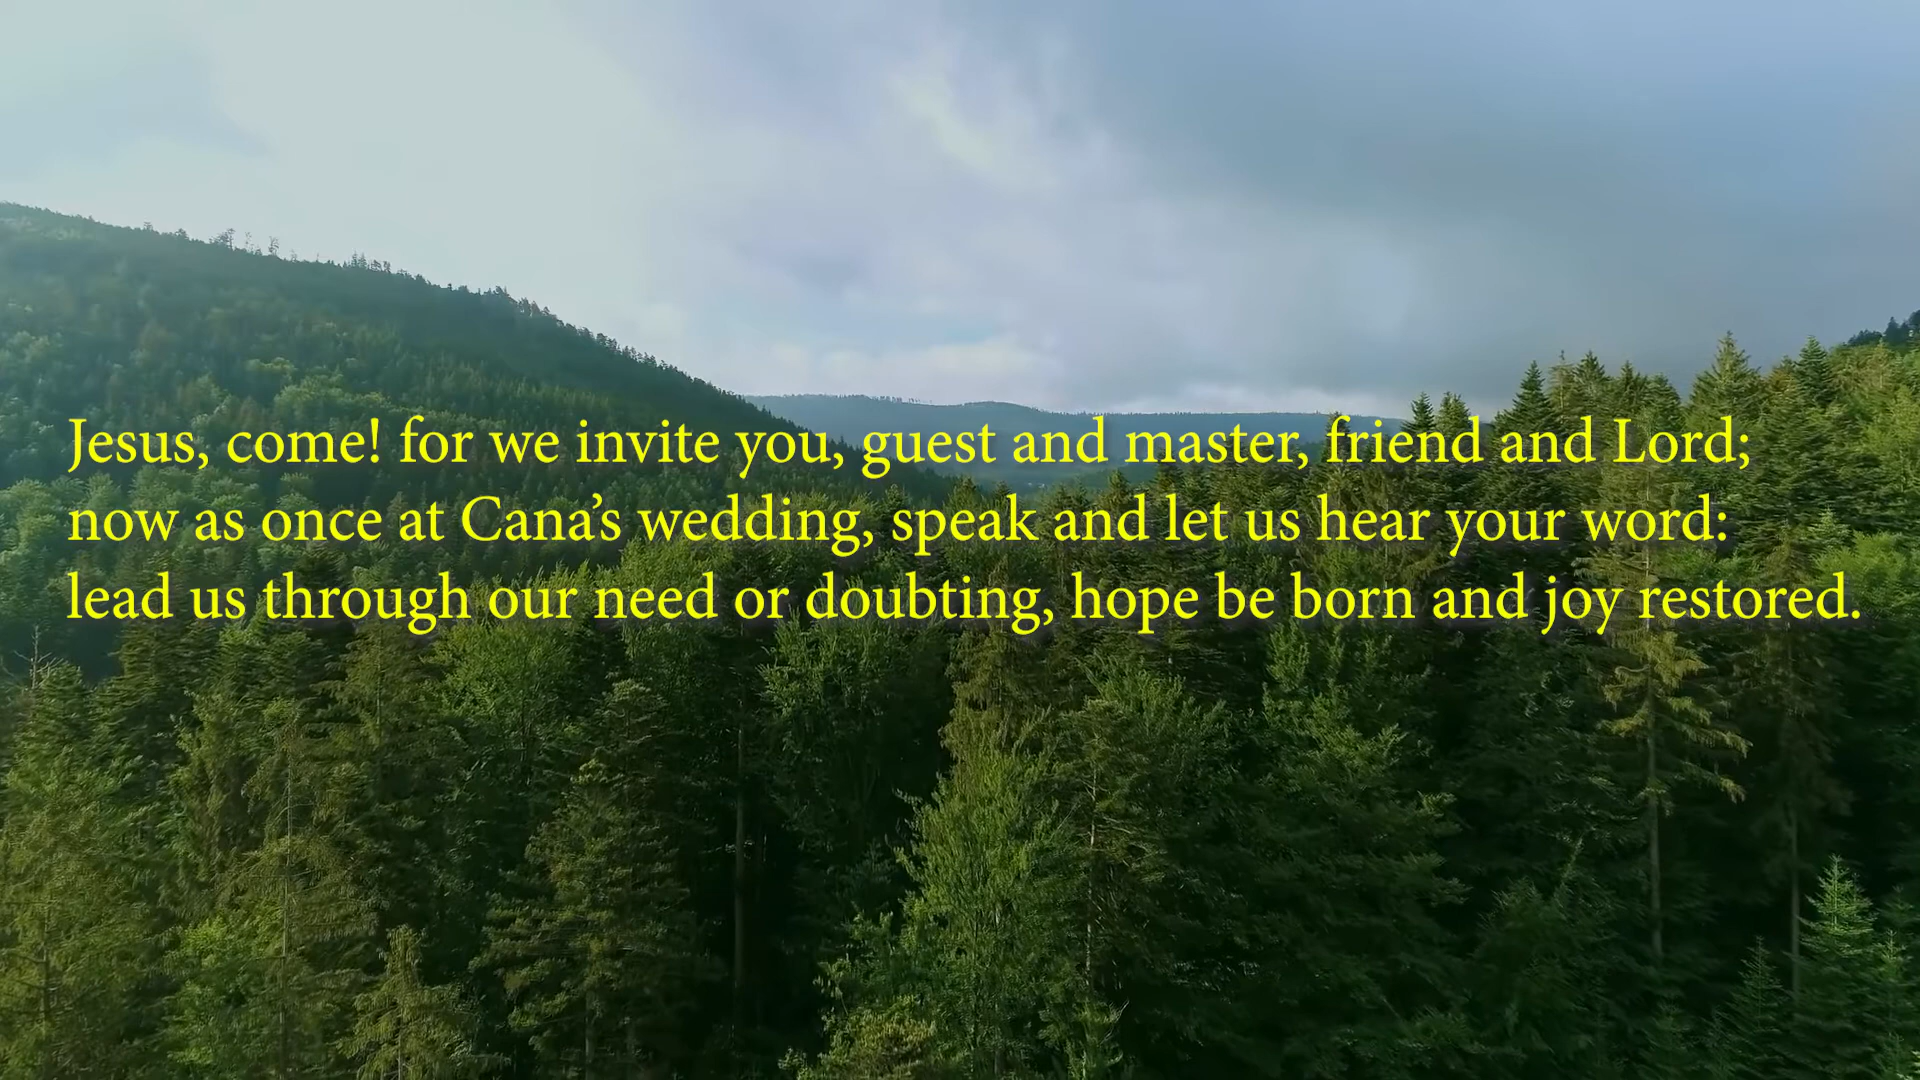 Jesus, come! for we invite you, guest and master, friend and Lord;
now as once at Cana’s wedding, speak and let us hear your word:
lead us through our need or doubting, hope be born and joy restored.